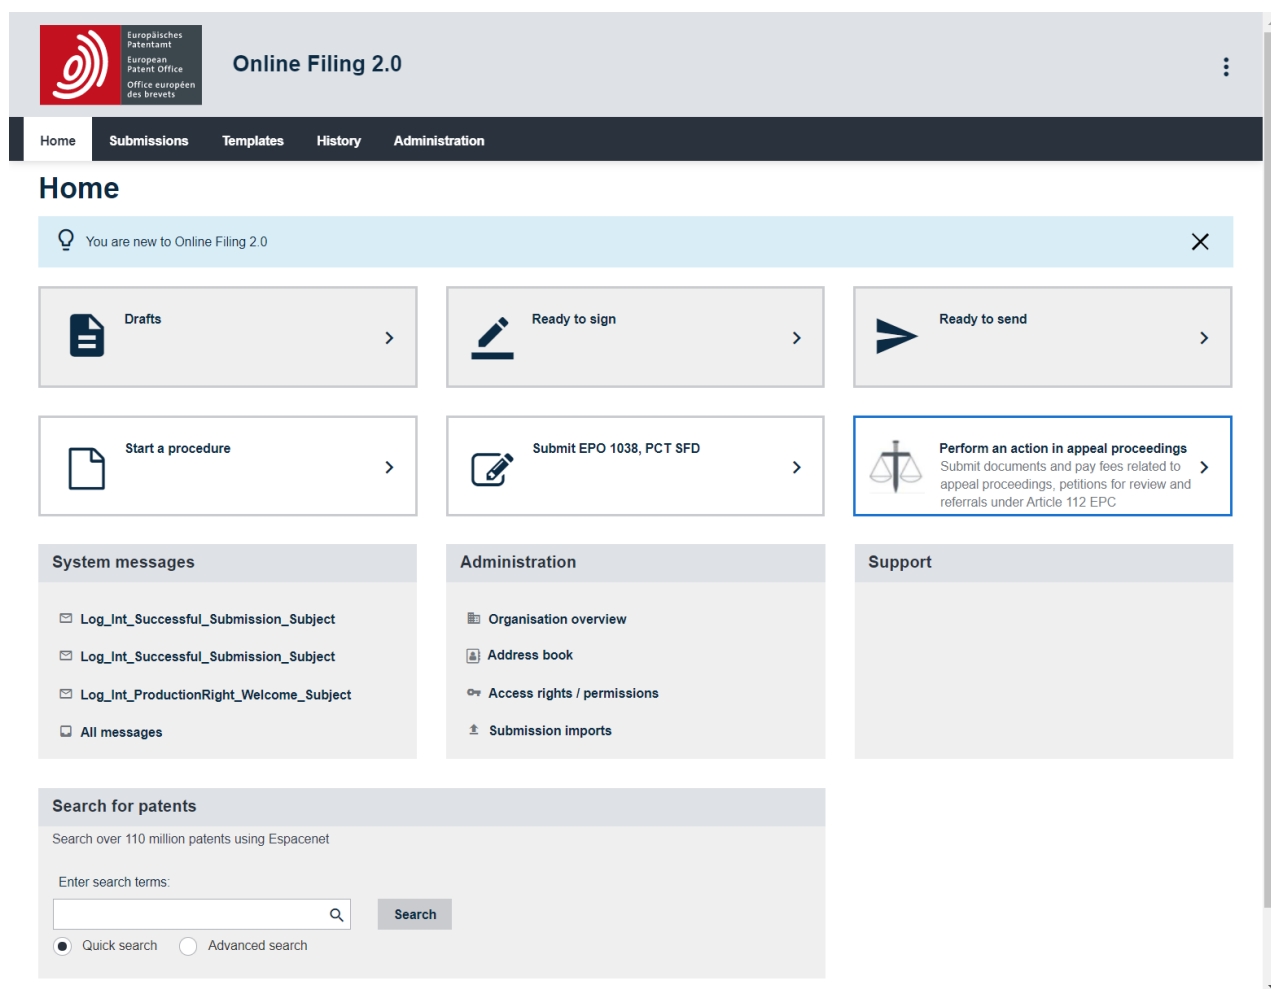 Europäisches
Patentamt
European
Patent Office
Office européen
des brevets
Online Filing 2.0
Home Submissions Templates History Administration
Home
You are new to Online Filing 2.0
Drafts
Ready to sign
Ready to send
Start a procedure
Submit EPO 1038, PCT SFD
Perform an action in appeal proceedings
Submit documents and pay fees related to
appeal proceedings, petitions for review and
referrals under Article 112 EPC
System messages
Log_Int_Successful_Submission_Subject
Log_Int_Successful_Submission_Subject
Log_Int_ProductionRight_Welcome_Subject
All messages
Administration
Organisation overview
Address book
Access rights / permissions
Submission imports
Support
Search for patents
Search over 110 million patents using Espacenet
Enter search terms:
Search
Quick search Advanced search